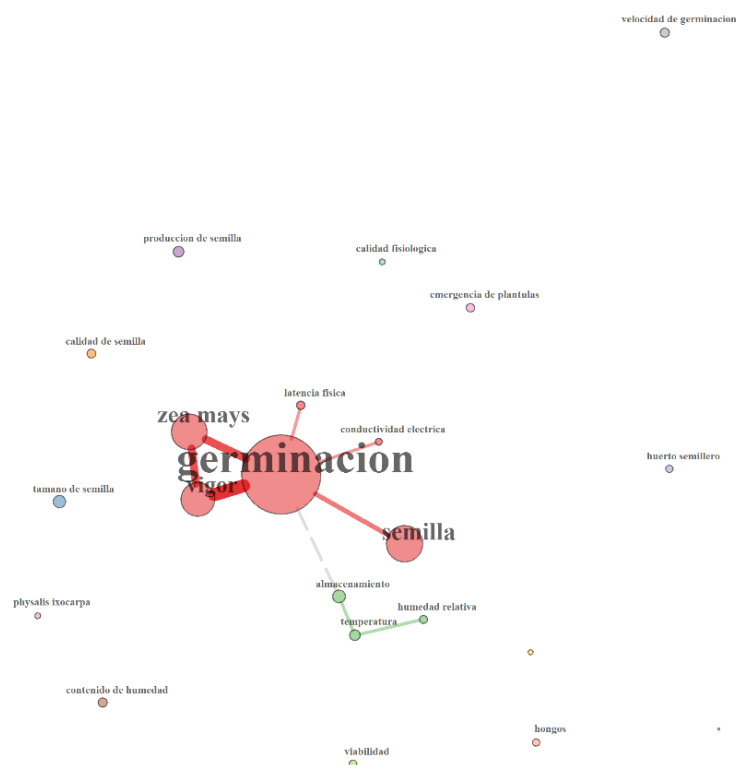 velocidad de germinacion
produccion de semilla
calidad fisiologica
emergencia de plantulas
calidad de semilla
latencia fisica
zea mays
conductividad electrica
germinacion
huerto semillero
vigor
tamano de semilla
semilla
almacenamiento
physalis ixocarpa
humedad relativa
temperatura
contenido de humedad
hongos
viabilidad